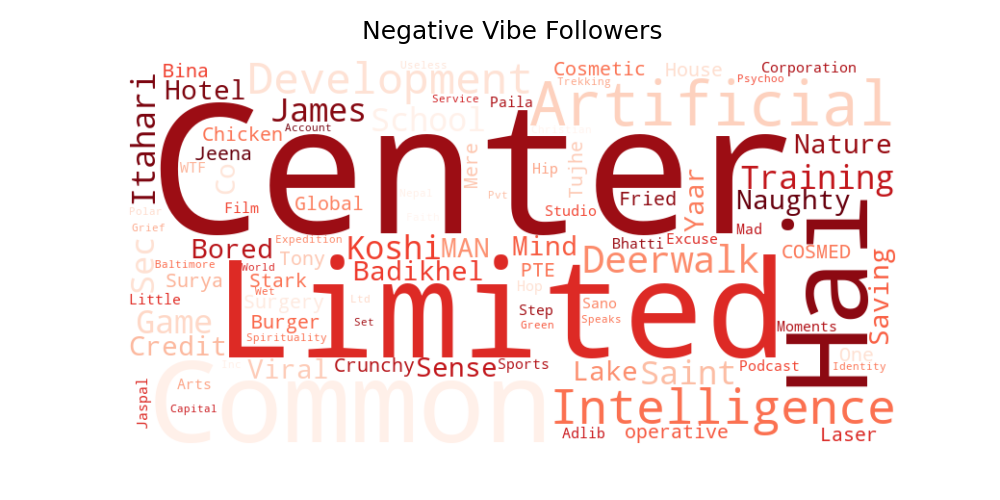 Negative Vibe Followers
Center
Limited
Common
Hai
Artificial
Intelligence
Development
School
James
Hotel
Bina
Itahari
Chicken
Jeena
WTF
Co
Account
Service
Useless
Paila
Cosmetic
Trekking
House
Corporation
Psychoo
Nature
Training
Naughty
Yaar
Fried
Tujhe
Mere
Hip
Pvt
Studio
Film
Global
Polar
Grief
Sec
Bored
Expedition
Koshi
MAN
Mind
Bhatti
Excuse
Mad
COSMED
Saving
Baltimore
World
Tony
Badikhel
PTE
Deerwalk
Surya
Stark
Wet
Surgery
Ltd
Hop
Sano
Little
Step
Game
Burger
Set
Green
Speaks
Moments
Spirituality
Credit
Viral
Crunchy
Sense
Sports
Lake
Saint
Podcast
One
Identity
Jaspal
Arts
Capital
Adlib
operative
Laser